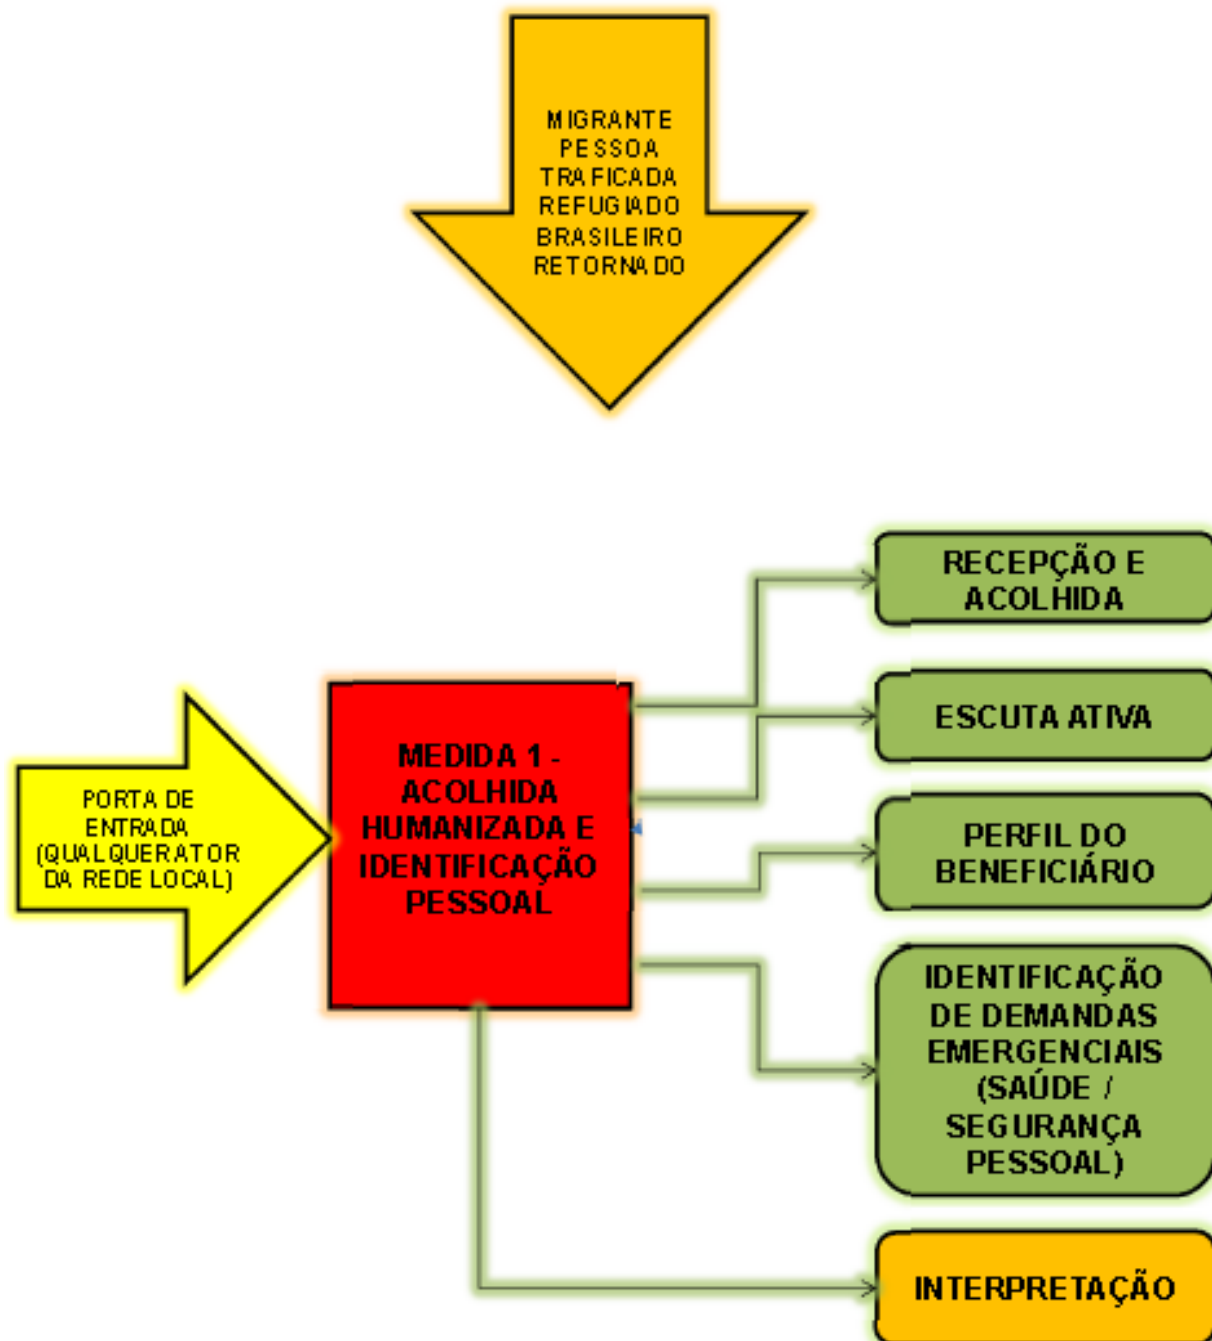 MIGRANTE
PESSOA
TRAFICADA
REFUGIADO
BRASILEIRO
RETORNADO
RECEPÇÃO E
ACOLHIDA
ESCUTA ATIVA
PORTA DE
ENTRADA
(QUALQUER ATOR
DA REDE LOCAL)
MEDIDA 1 -
ACOLHIDA
HUMANIZADA E
IDENTIFICAÇÃO
PESSOAL
PERFIL DO
BENEFICIÁRIO
IDENTIFICAÇÃO
DE DEMANDAS
EMERGENCIAIS
(SAÚDE /
SEGURANÇA
PESSOAL)
INTERPRETAÇÃO